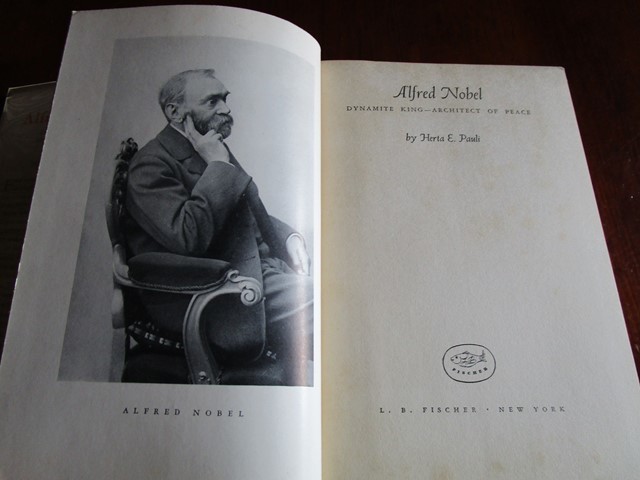 ALFRED NOBEL
Alfred Nobel
DYNAMITE KING—ARCHITECT OF PEACE
by Herta E. Pauli
FISCHER
L. B. FISCHER · NEW YORK